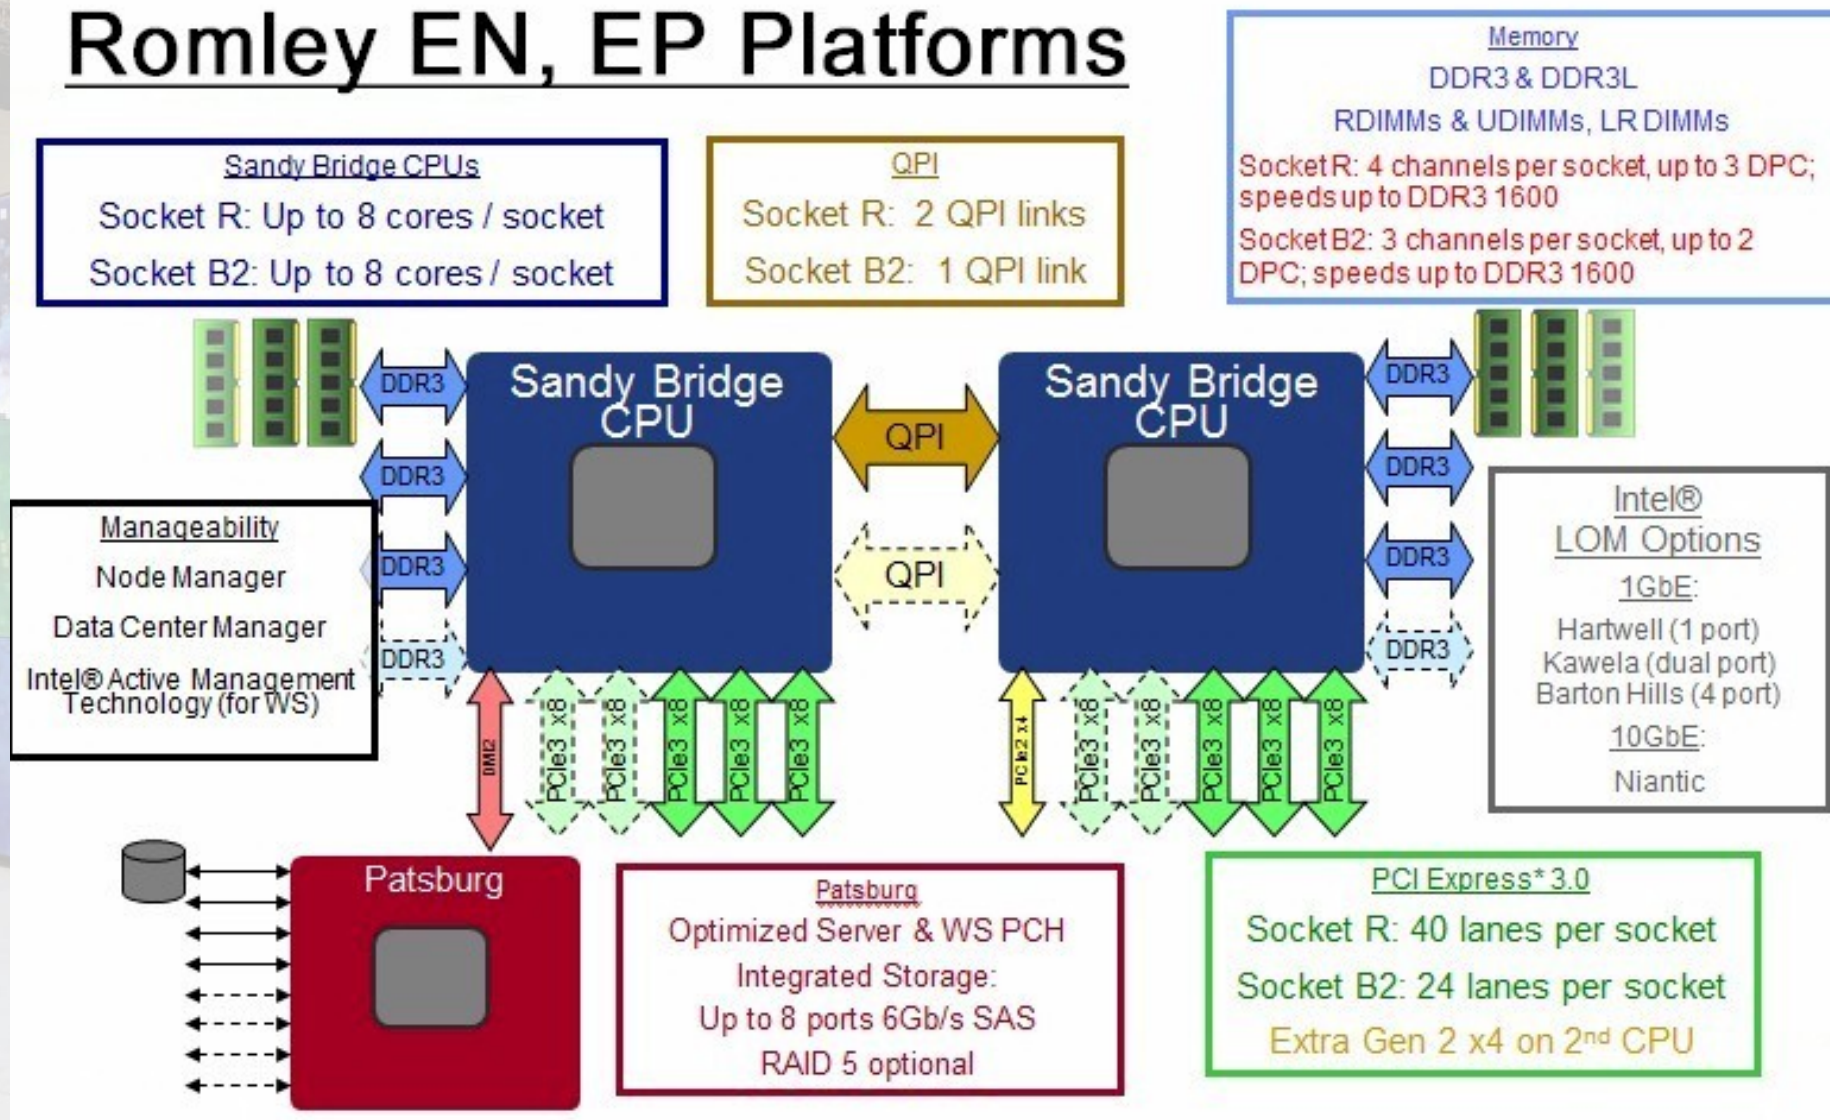 Romley EN, EP Platforms
Sandy Bridge CPUs
Socket R: Up to 8 cores / socket
Socket B2: Up to 8 cores / socket
QPI
Socket R: 2 QPI links
Socket B2: 1 QPI link
Memory
DDR3 & DDR3L
RDIMMs & UDIMMs, LR DIMMs
Socket R: 4 channels per socket, up to 3 DPC;
speeds up to DDR3 1600
Socket B2: 3 channels per socket, up to 2
DPC; speeds up to DDR3 1600
DDR3
DDR3
DDR3
DDR3
Sandy Bridge
CPU
QPI
QPI
Sandy Bridge
CPU
DDR3
DDR3
DDR3
DDR3
Manageability
Node Manager
Data Center Manager
Intel® Active Management
Technology (for WS)
Intel®
LOM Options
1GbE:
Hartwell (1 port)
Kawela (dual port)
Barton Hills (4 port)
10GbE:
Niantic
DMI2
PCIe3 x8
PCIe3 x8
PCIe3 x8
PCIe3 x8
PCIe3 x8
PCIe2 x4
PCIe3 x8
PCIe3 x8
PCIe3 x8
PCIe3 x8
PCIe3 x8
Patsburg
Patsburg
Optimized Server & WS PCH
Integrated Storage:
Up to 8 ports 6Gb/s SAS
RAID 5 optional
PCI Express* 3.0
Socket R: 40 lanes per socket
Socket B2: 24 lanes per socket
Extra Gen 2 x4 on 2nd CPU